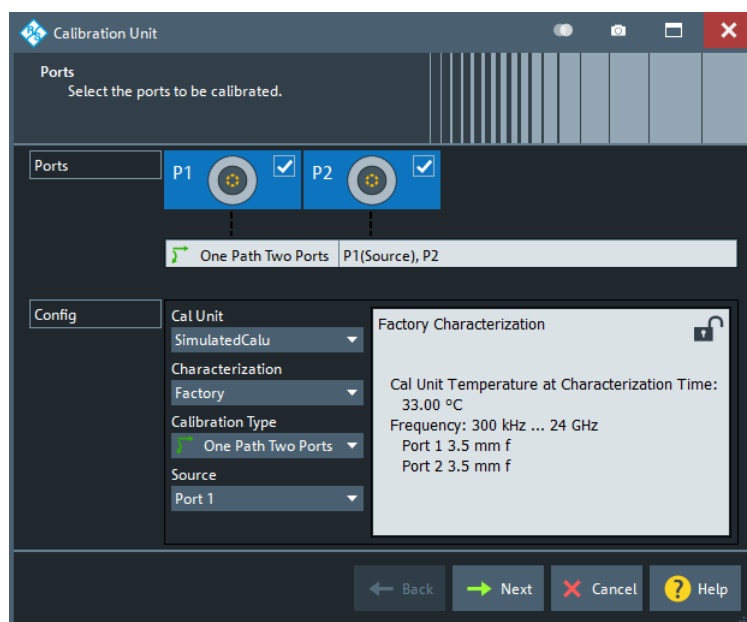 Calibration Unit
Ports
Select the ports to be calibrated.
Ports
P1
P2
One Path Two Ports
P1(Source), P2
Config
Cal Unit
SimulatedCalu
Characterization
Factory
Calibration Type
One Path Two Ports
Source
Port 1
Factory Characterization
Cal Unit Temperature at Characterization Time:
33.00 ºC
Frequency: 300 kHz ... 24 GHz
Port 1 3.5 mm f
Port 2 3.5 mm f
Back
Next
Cancel
? Help